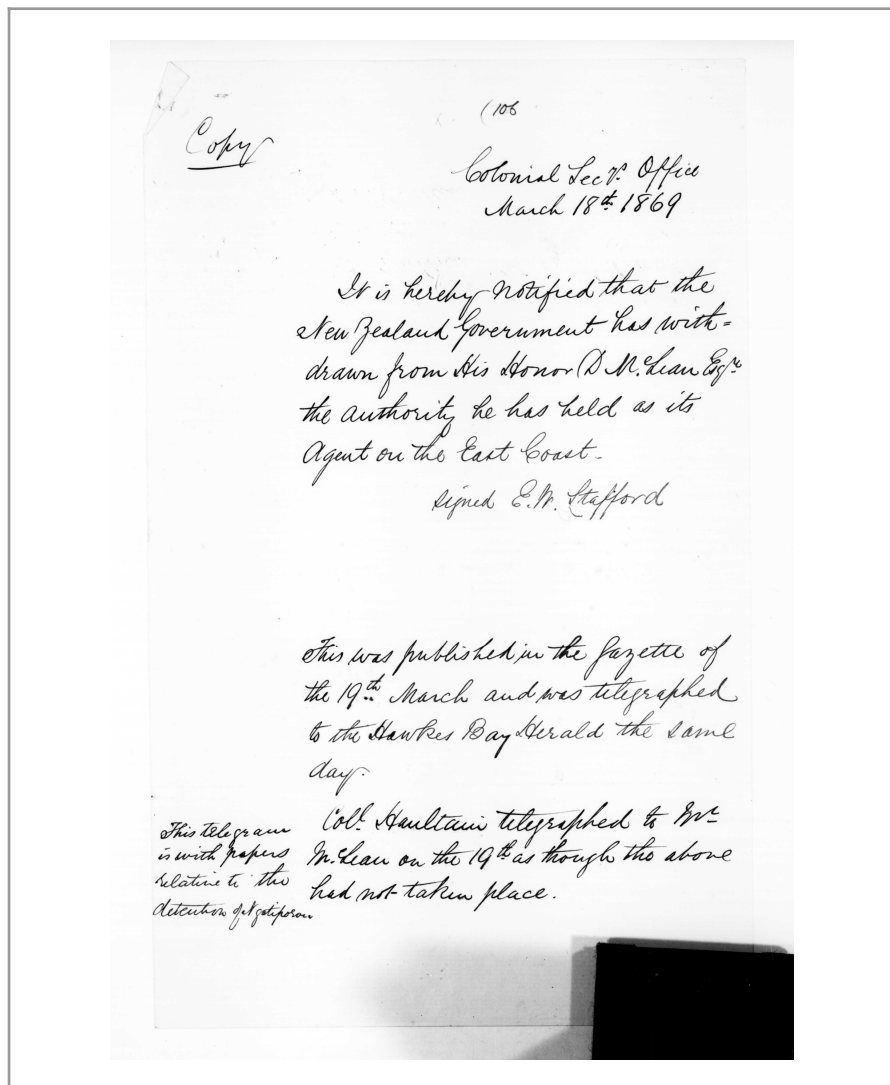 (106
Copy
Colonial Secy's Office
March 18th 1869
It is hereby notified that the
New Zealand Government has with=
drawn from His Honor D McLean Esqre
the authority he has held as its
Agent on the East Coast.
signed E.W. Stafford
This was published in the Gazette of
the 19th March and was telegraphed
to the Hawkes Bay Herald the same
day.
Coll. Haultain telegraphed to Mr
McLean on the 19th as though the above
had not taken place.
This telegram
is with papers
relative to the
detention of Ngatiporou